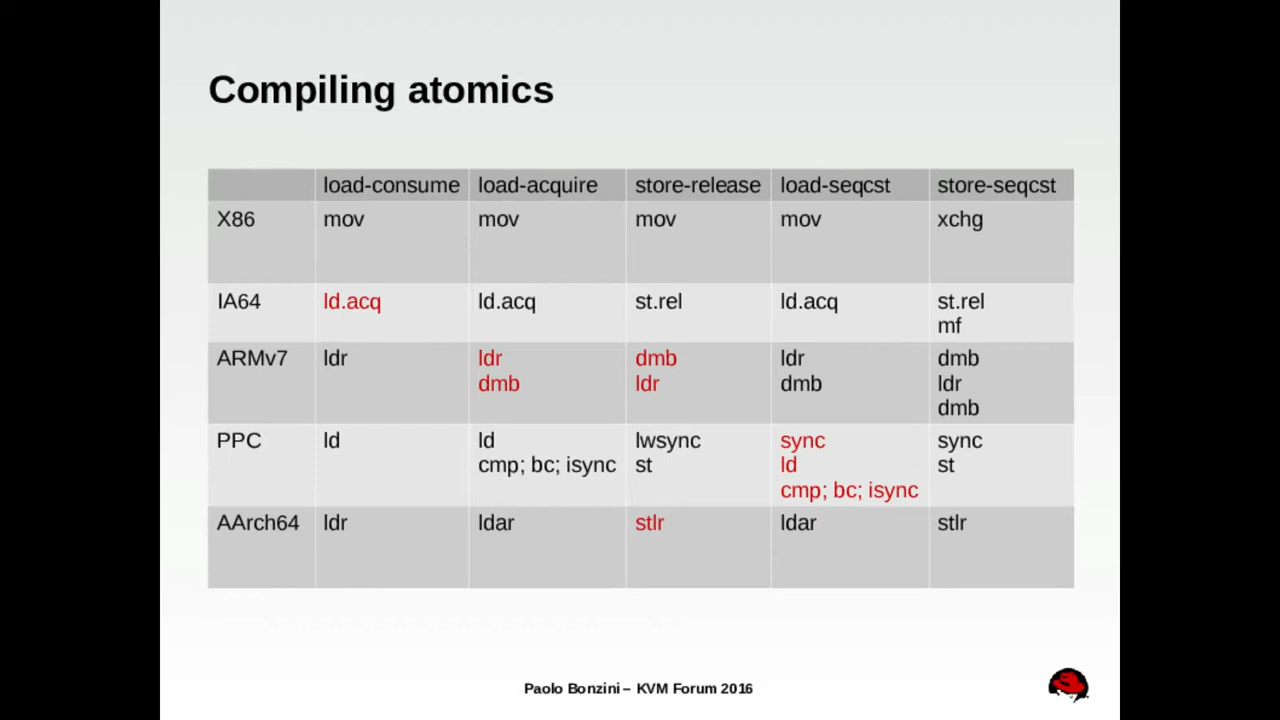 Compiling atomics
load-consume load-acquire store-release load-seqcst store-seqcst
X86 mov mov mov mov xchg
IA64 ld.acq ld.acq st.rel ld.acq st.rel
mf
ARMv7 ldr ldr dmb ldr dmb
dmb ldr dmb ldr
dmb
PPC ld ld lwsync sync sync
cmp; bc; isync st ld st
cmp; bc; isync
AArch64 ldr ldar stlr ldar stlr
Paolo Bonzini – KVM Forum 2016